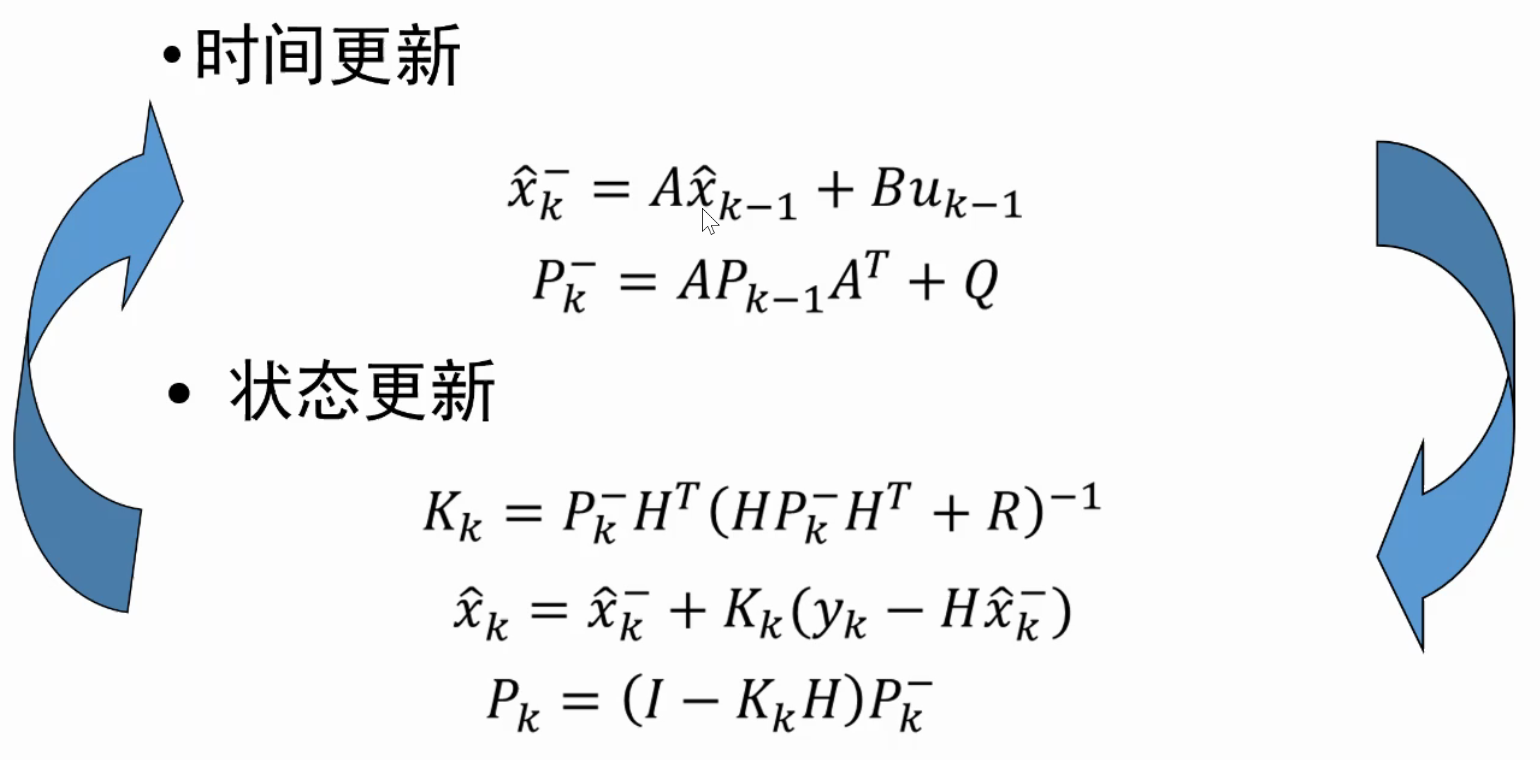 •时间更新
x̂ₖ⁻ = Ax̂ₖ₋₁ + Buₖ₋₁
Pₖ⁻ = APₖ₋₁Aᵀ + Q
• 状态更新
Kₖ = Pₖ⁻Hᵀ(HPₖ⁻Hᵀ + R)⁻¹
x̂ₖ = x̂ₖ⁻ + Kₖ(yₖ − Hx̂ₖ⁻)
Pₖ = (I − KₖH)Pₖ⁻